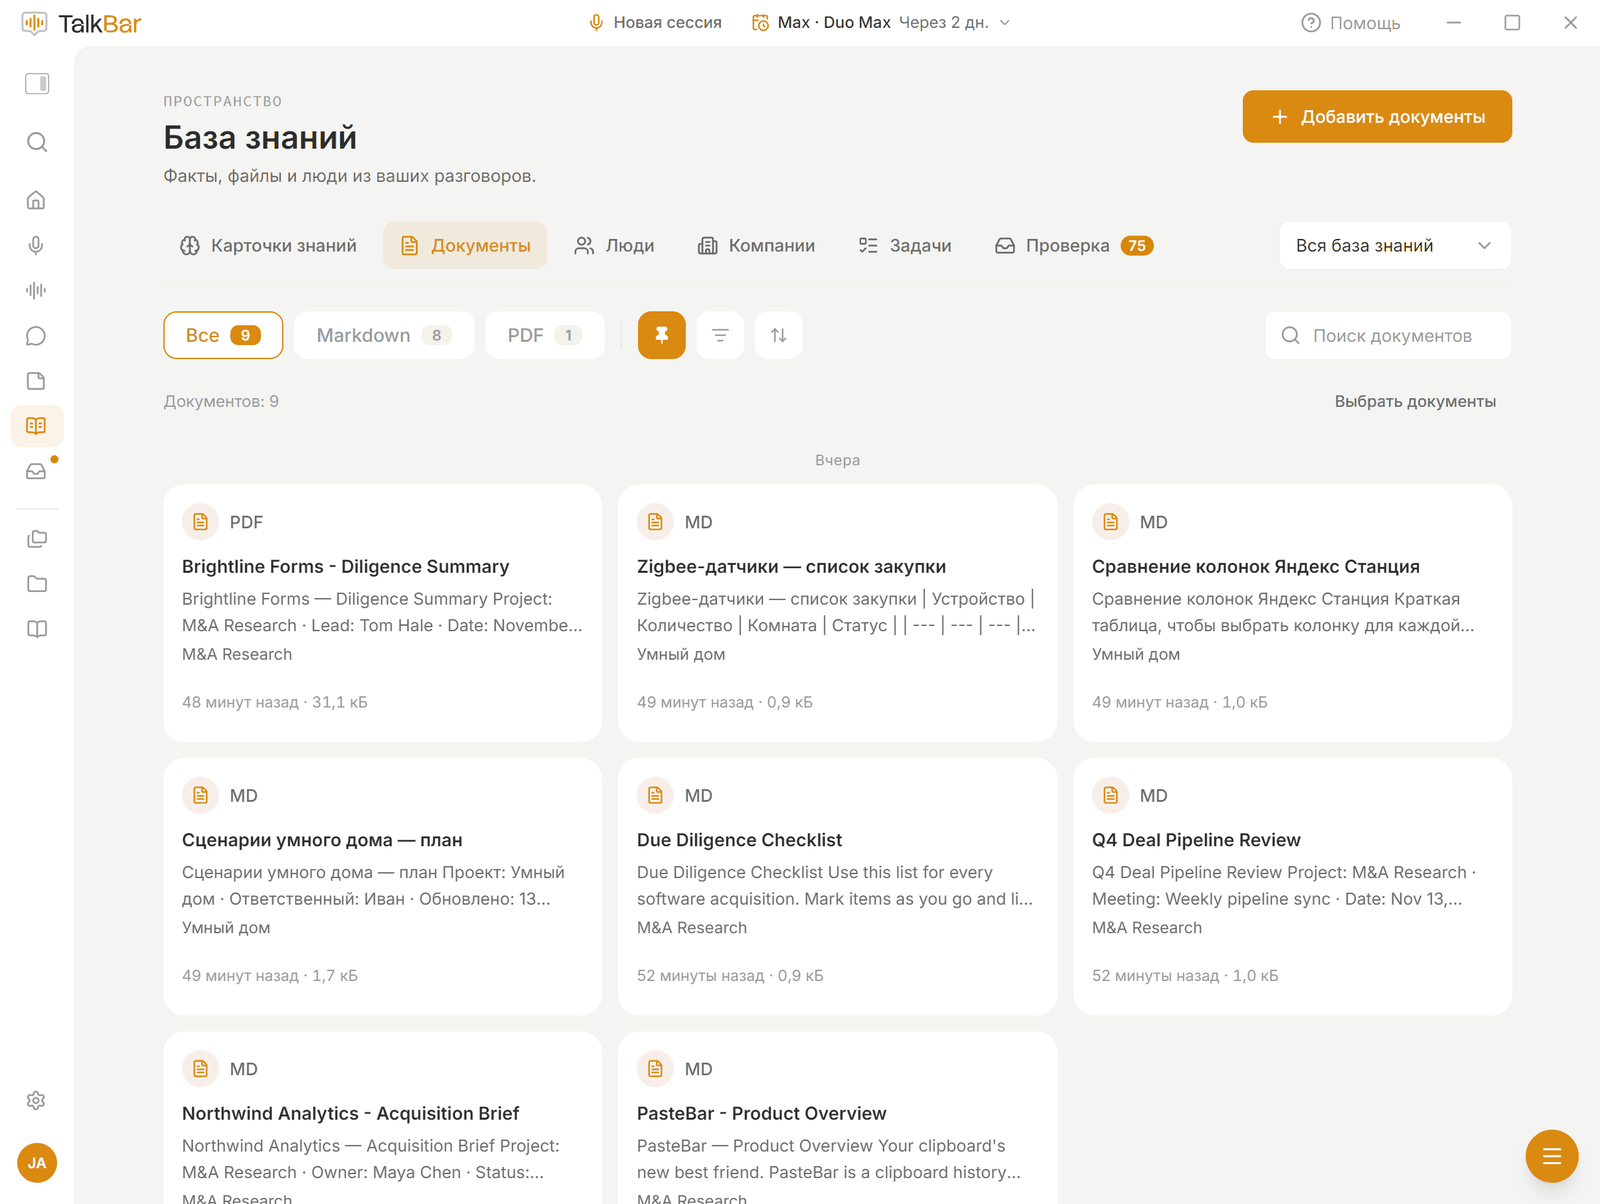 TalkBar
Новая сессия
Max · Duo Max Через 2 дн.
Помощь
ПРОСТРАНСТВО
База знаний
Факты, файлы и люди из ваших разговоров.
+ Добавить документы
Карточки знаний
Документы
Люди
Компании
Задачи
Проверка 75
Вся база знаний
Все 9
Markdown 8
PDF 1
Поиск документов
Документов: 9
Выбрать документы
Вчера
PDF
Brightline Forms - Diligence Summary
Brightline Forms — Diligence Summary Project:
M&A Research · Lead: Tom Hale · Date: Novembe...
M&A Research
48 минут назад · 31,1 кБ
MD
Zigbee-датчики — список закупки
Zigbee-датчики — список закупки | Устройство |
Количество | Комната | Статус | | --- | --- | --- |...
Умный дом
49 минут назад · 0,9 кБ
MD
Сравнение колонок Яндекс Станция
Сравнение колонок Яндекс Станция Краткая
таблица, чтобы выбрать колонку для каждой...
Умный дом
49 минут назад · 1,0 кБ
MD
Сценарии умного дома — план
Сценарии умного дома — план Проект: Умный
дом · Ответственный: Иван · Обновлено: 13...
Умный дом
49 минут назад · 1,7 кБ
MD
Due Diligence Checklist
Due Diligence Checklist Use this list for every
software acquisition. Mark items as you go and li...
M&A Research
52 минуты назад · 0,9 кБ
MD
Q4 Deal Pipeline Review
Q4 Deal Pipeline Review Project: M&A Research ·
Meeting: Weekly pipeline sync · Date: Nov 13,...
M&A Research
52 минуты назад · 1,0 кБ
MD
Northwind Analytics - Acquisition Brief
Northwind Analytics — Acquisition Brief Project:
M&A Research · Owner: Maya Chen · Status:...
M&A Research
MD
PasteBar - Product Overview
PasteBar — Product Overview Your clipboard's
new best friend. PasteBar is a clipboard history...
M&A Research
JA